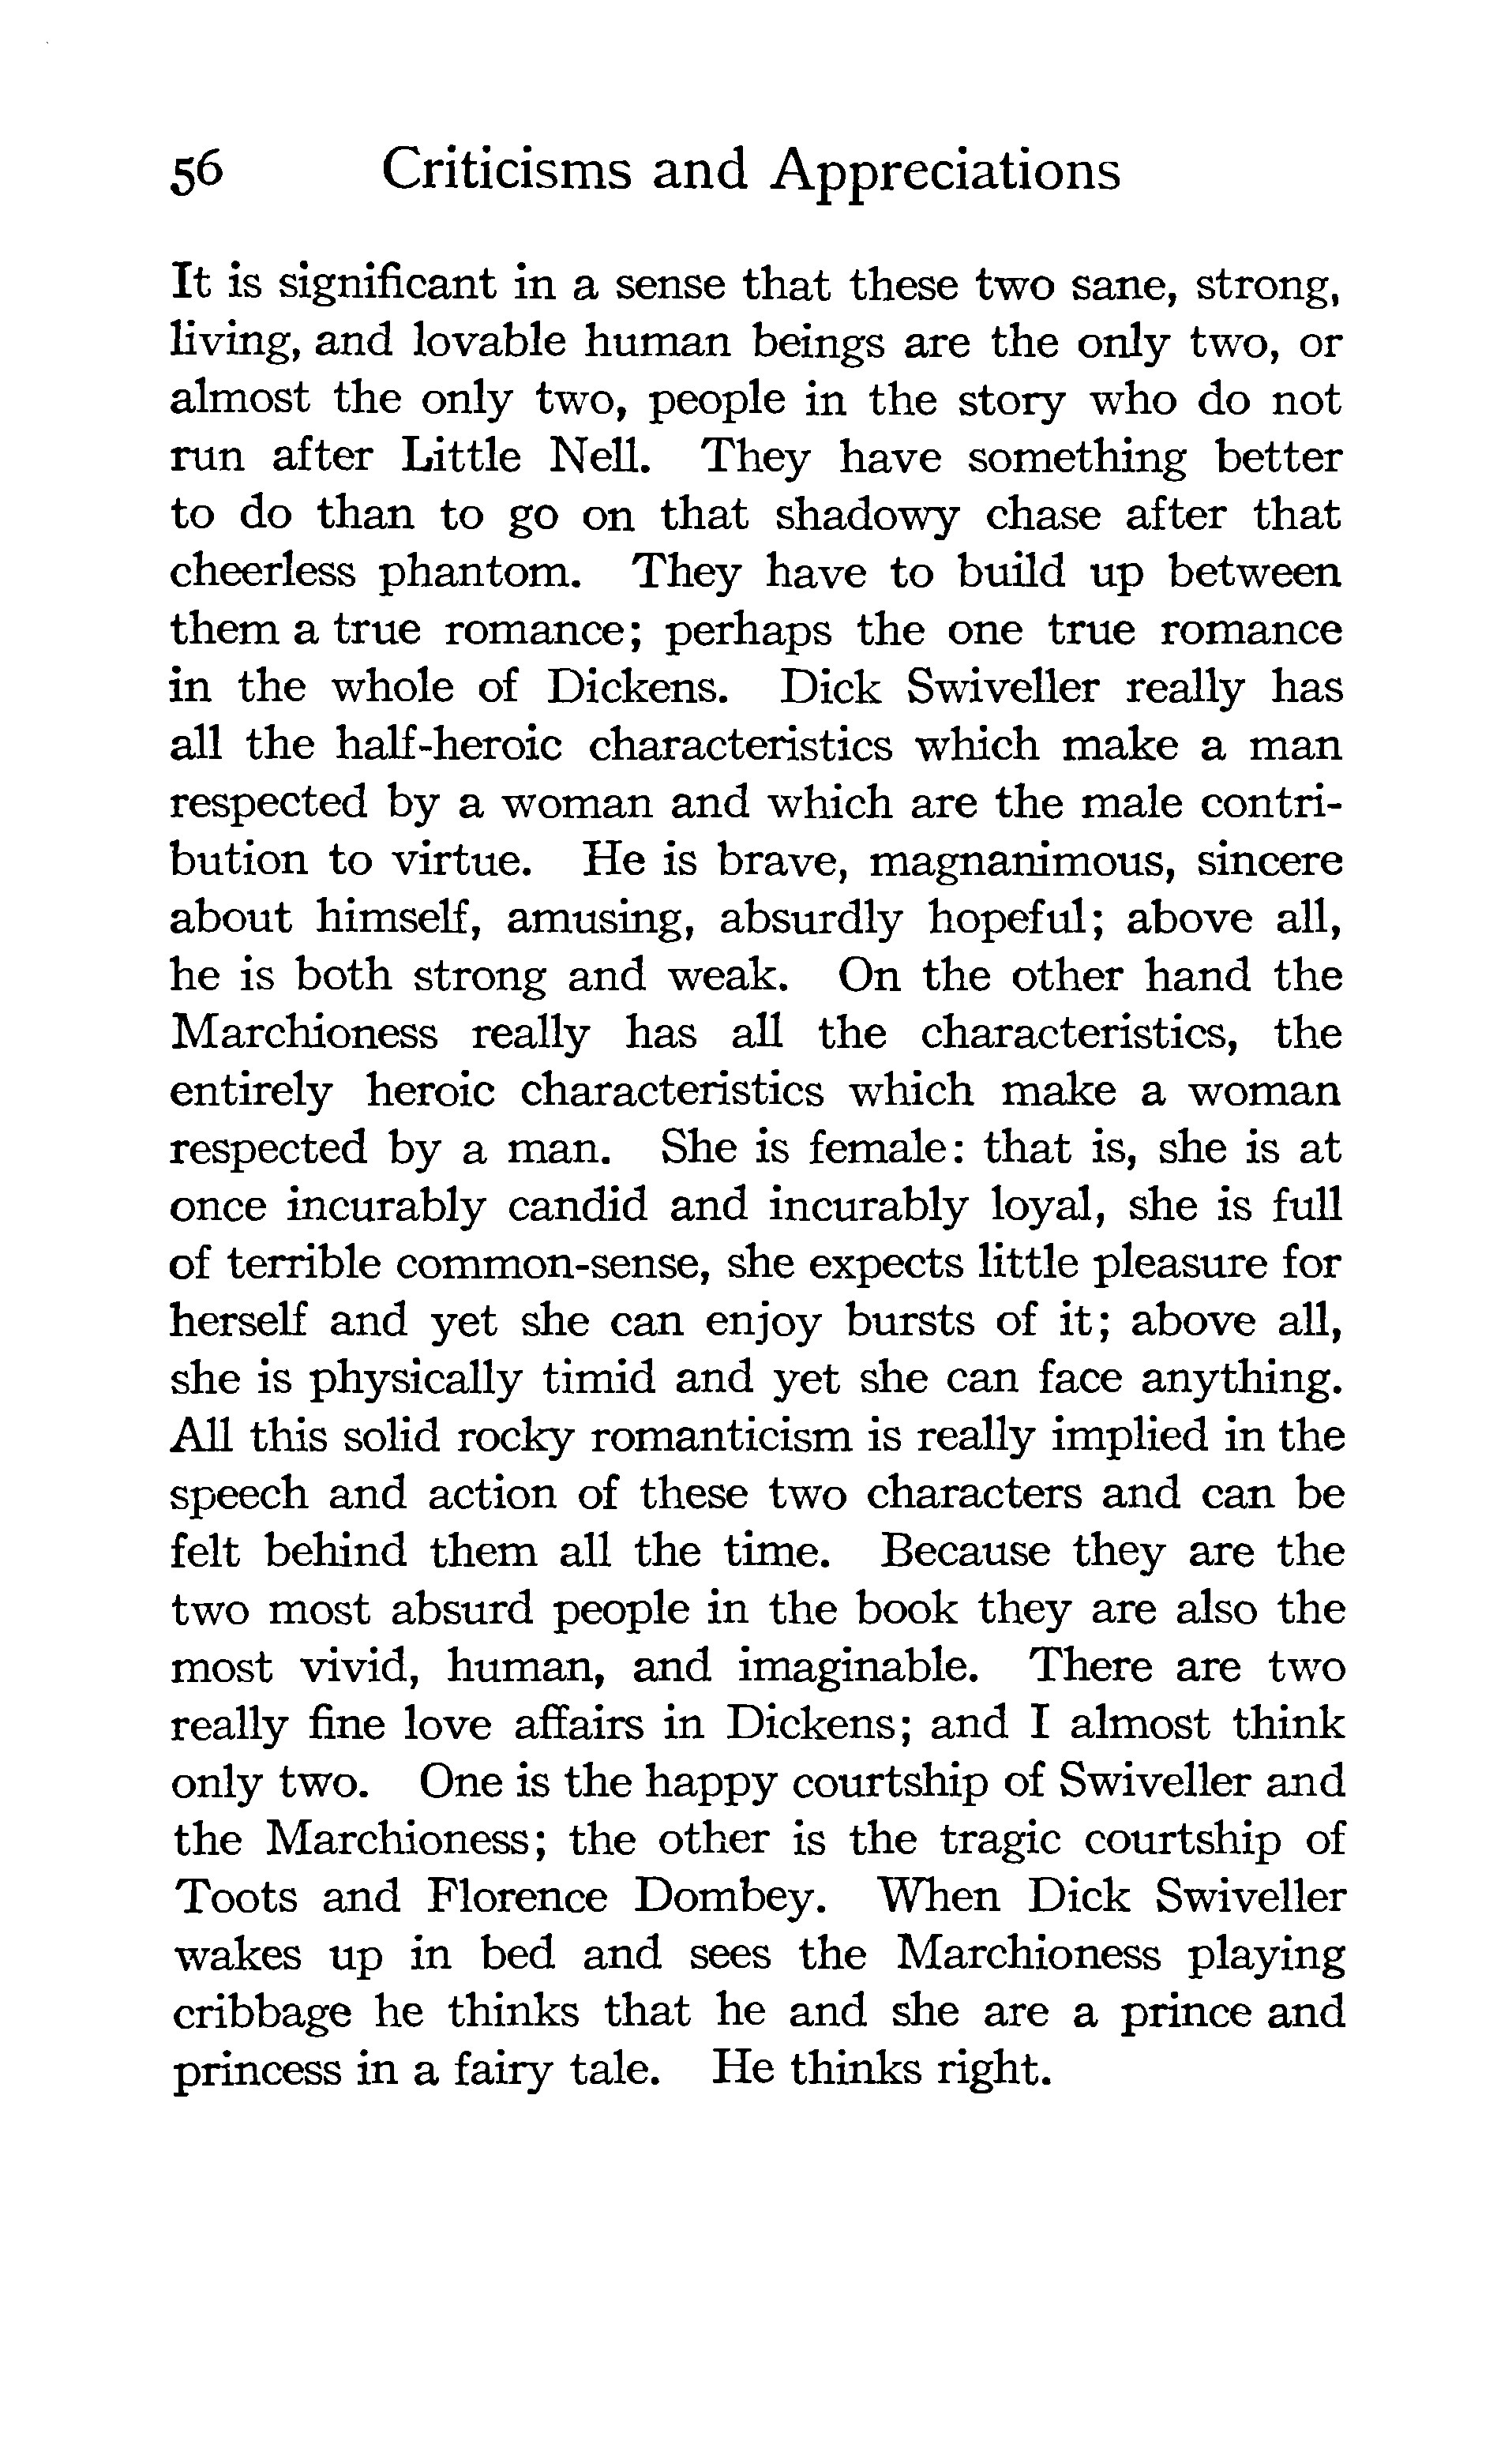 56 Criticisms and Appreciations
It is significant in a sense that these two sane, strong,
living, and lovable human beings are the only two, or
almost the only two, people in the story who do not
run after Little Nell. They have something better
to do than to go on that shadowy chase after that
cheerless phantom. They have to build up between
them a true romance; perhaps the one true romance
in the whole of Dickens. Dick Swiveller really has
all the half-heroic characteristics which make a man
respected by a woman and which are the male contri-
bution to virtue. He is brave, magnanimous, sincere
about himself, amusing, absurdly hopeful; above all,
he is both strong and weak. On the other hand the
Marchioness really has all the characteristics, the
entirely heroic characteristics which make a woman
respected by a man. She is female: that is, she is at
once incurably candid and incurably loyal, she is full
of terrible common-sense, she expects little pleasure for
herself and yet she can enjoy bursts of it; above all,
she is physically timid and yet she can face anything.
All this solid rocky romanticism is really implied in the
speech and action of these two characters and can be
felt behind them all the time. Because they are the
two most absurd people in the book they are also the
most vivid, human, and imaginable. There are two
really fine love affairs in Dickens; and I almost think
only two. One is the happy courtship of Swiveller and
the Marchioness; the other is the tragic courtship of
Toots and Florence Dombey. When Dick Swiveller
wakes up in bed and sees the Marchioness playing
cribbage he thinks that he and she are a prince and
princess in a fairy tale. He thinks right.